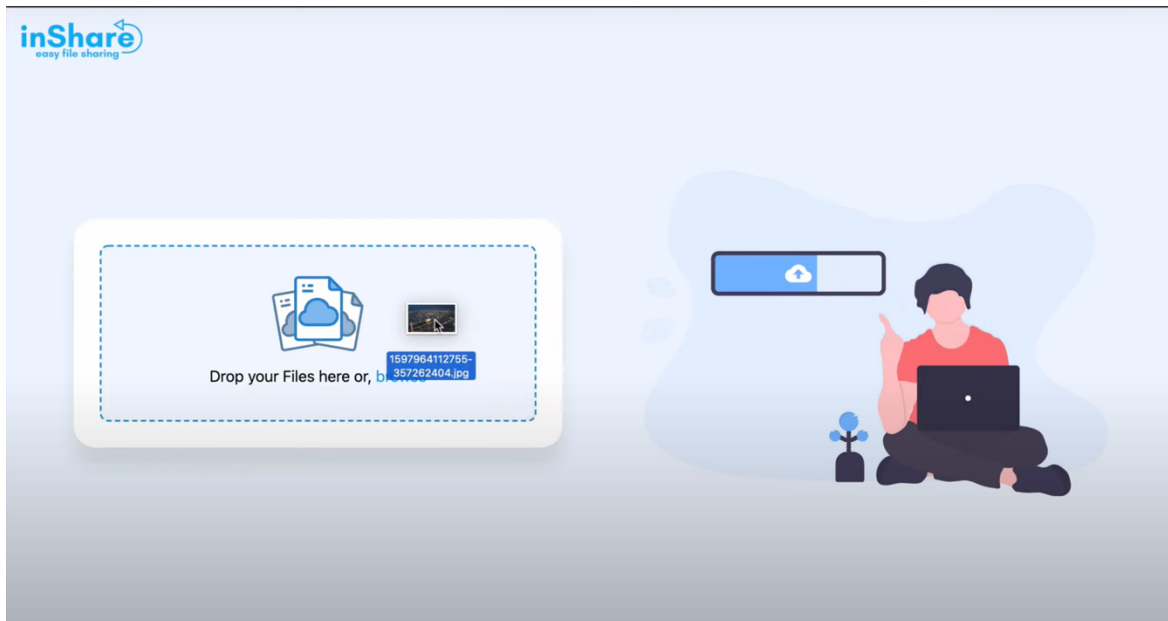 inShare
easy file sharing
1597964112755-
357262404.jpg
Drop your Files here or,